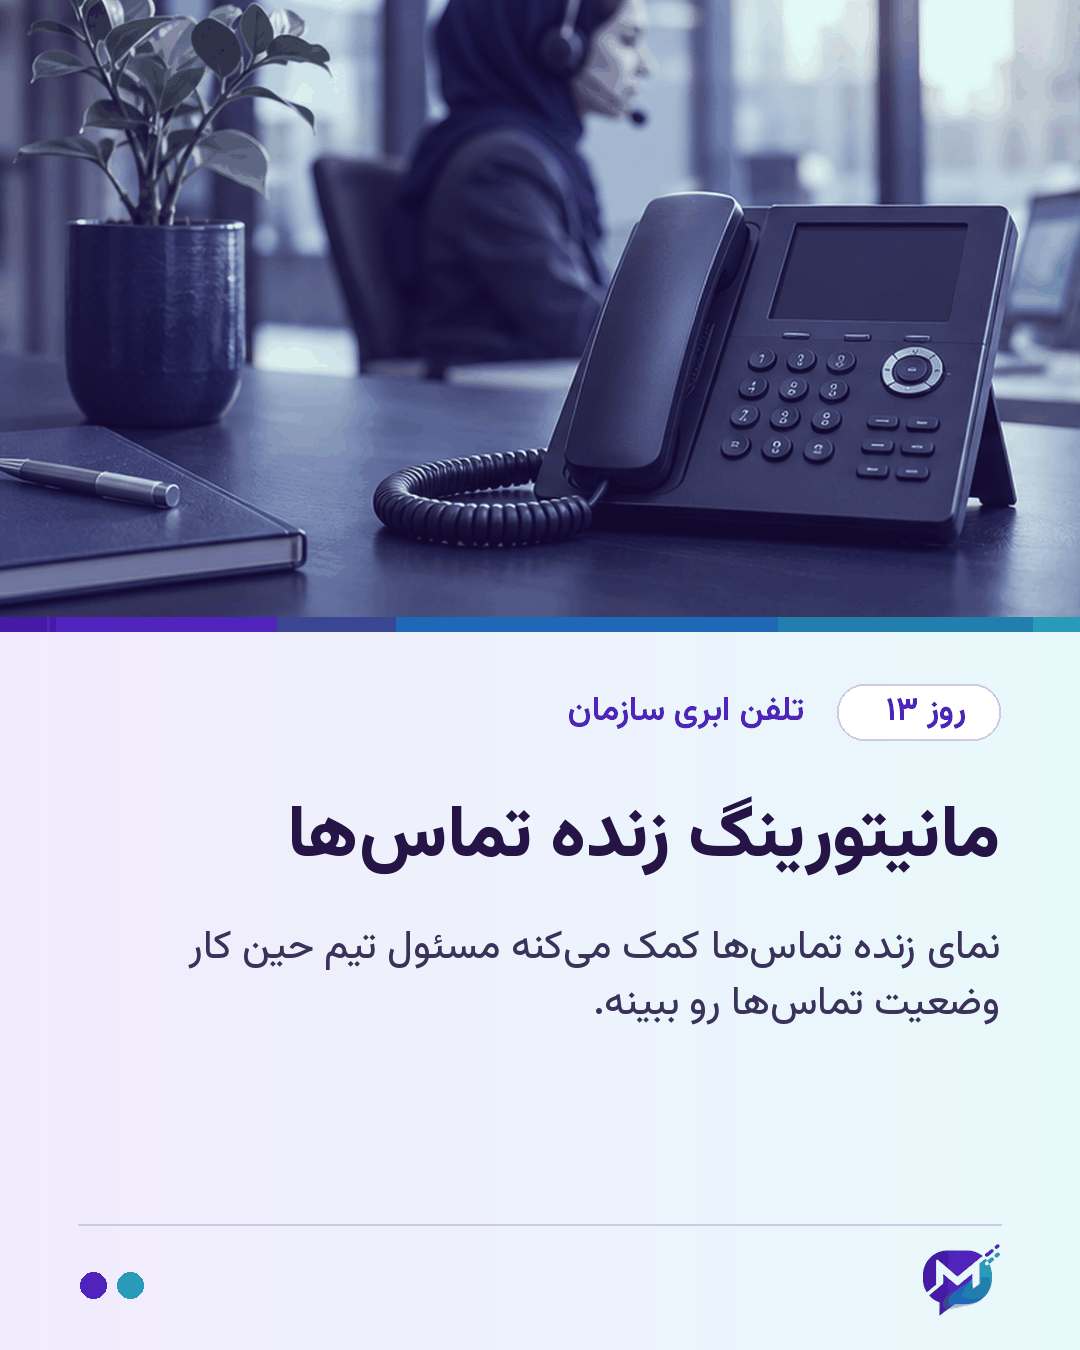 روز ۱۳
تلفن ابری سازمان
مانیتورینگ زنده تماس‌ها
نمای زنده تماس‌ها کمک می‌کنه مسئول تیم حین کار
وضعیت تماس‌ها رو ببینه.